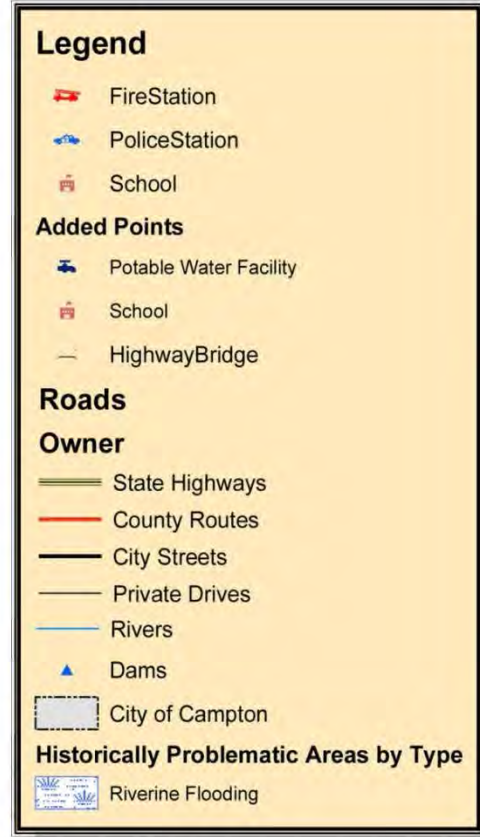 Legend
FireStation
PoliceStation
School
Added Points
Potable Water Facility
School
HighwayBridge
Roads
Owner
State Highways
County Routes
City Streets
Private Drives
Rivers
Dams
City of Campton
Historically Problematic Areas by Type
Riverine Flooding